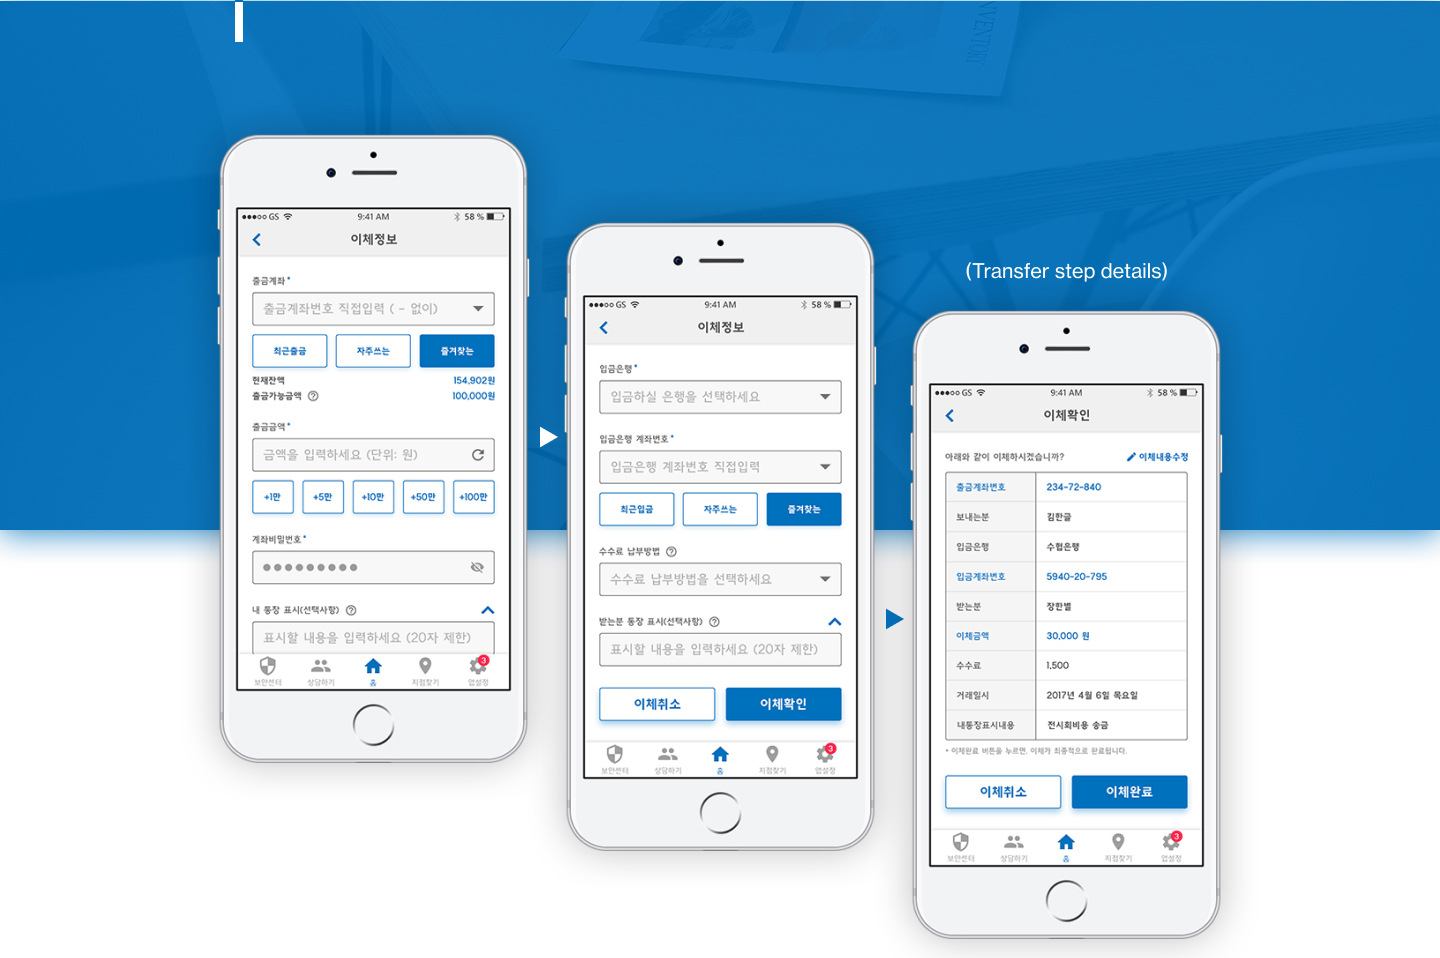 INVENTORY
(Transfer step details)
GS 9:41 AM 58 %
이체정보
출금계좌*
출금계좌번호 직접입력 ( - 없이)
최근출금 자주쓰는 즐겨찾는
현재잔액 154,902원
출금가능금액 100,000원
출금금액*
금액을 입력하세요 (단위: 원)
+1만 +5만 +10만 +50만 +100만
계좌비밀번호*
내 통장 표시(선택사항)
표시할 내용을 입력하세요 (20자 제한)
3
보안센터 상담하기 홈 지점찾기 앱설정
GS 9:41 AM 58 %
이체정보
입금은행*
입금하실 은행을 선택하세요
입금은행 계좌번호*
입금은행 계좌번호 직접입력
최근입금 자주쓰는 즐겨찾는
수수료 납부방법
수수료 납부방법을 선택하세요
받는분 통장 표시(선택사항)
표시할 내용을 입력하세요 (20자 제한)
이체취소 이체확인
3
보안센터 상담하기 홈 지점찾기 앱설정
GS 9:41 AM 58 %
이체확인
아래와 같이 이체하시겠습니까? 이체내용수정
출금계좌번호 234-72-840
보내는분 김한글
입금은행 수협은행
입금계좌번호 5940-20-795
받는분 장한별
이체금액 30,000 원
수수료 1,500
거래일시 2017년 4월 6일 목요일
내통장표시내용 전시회비용 송금
* 이체완료 버튼을 누르면, 이체가 최종적으로 완료됩니다.
이체취소 이체완료
3
보안센터 상담하기 홈 지점찾기 앱설정